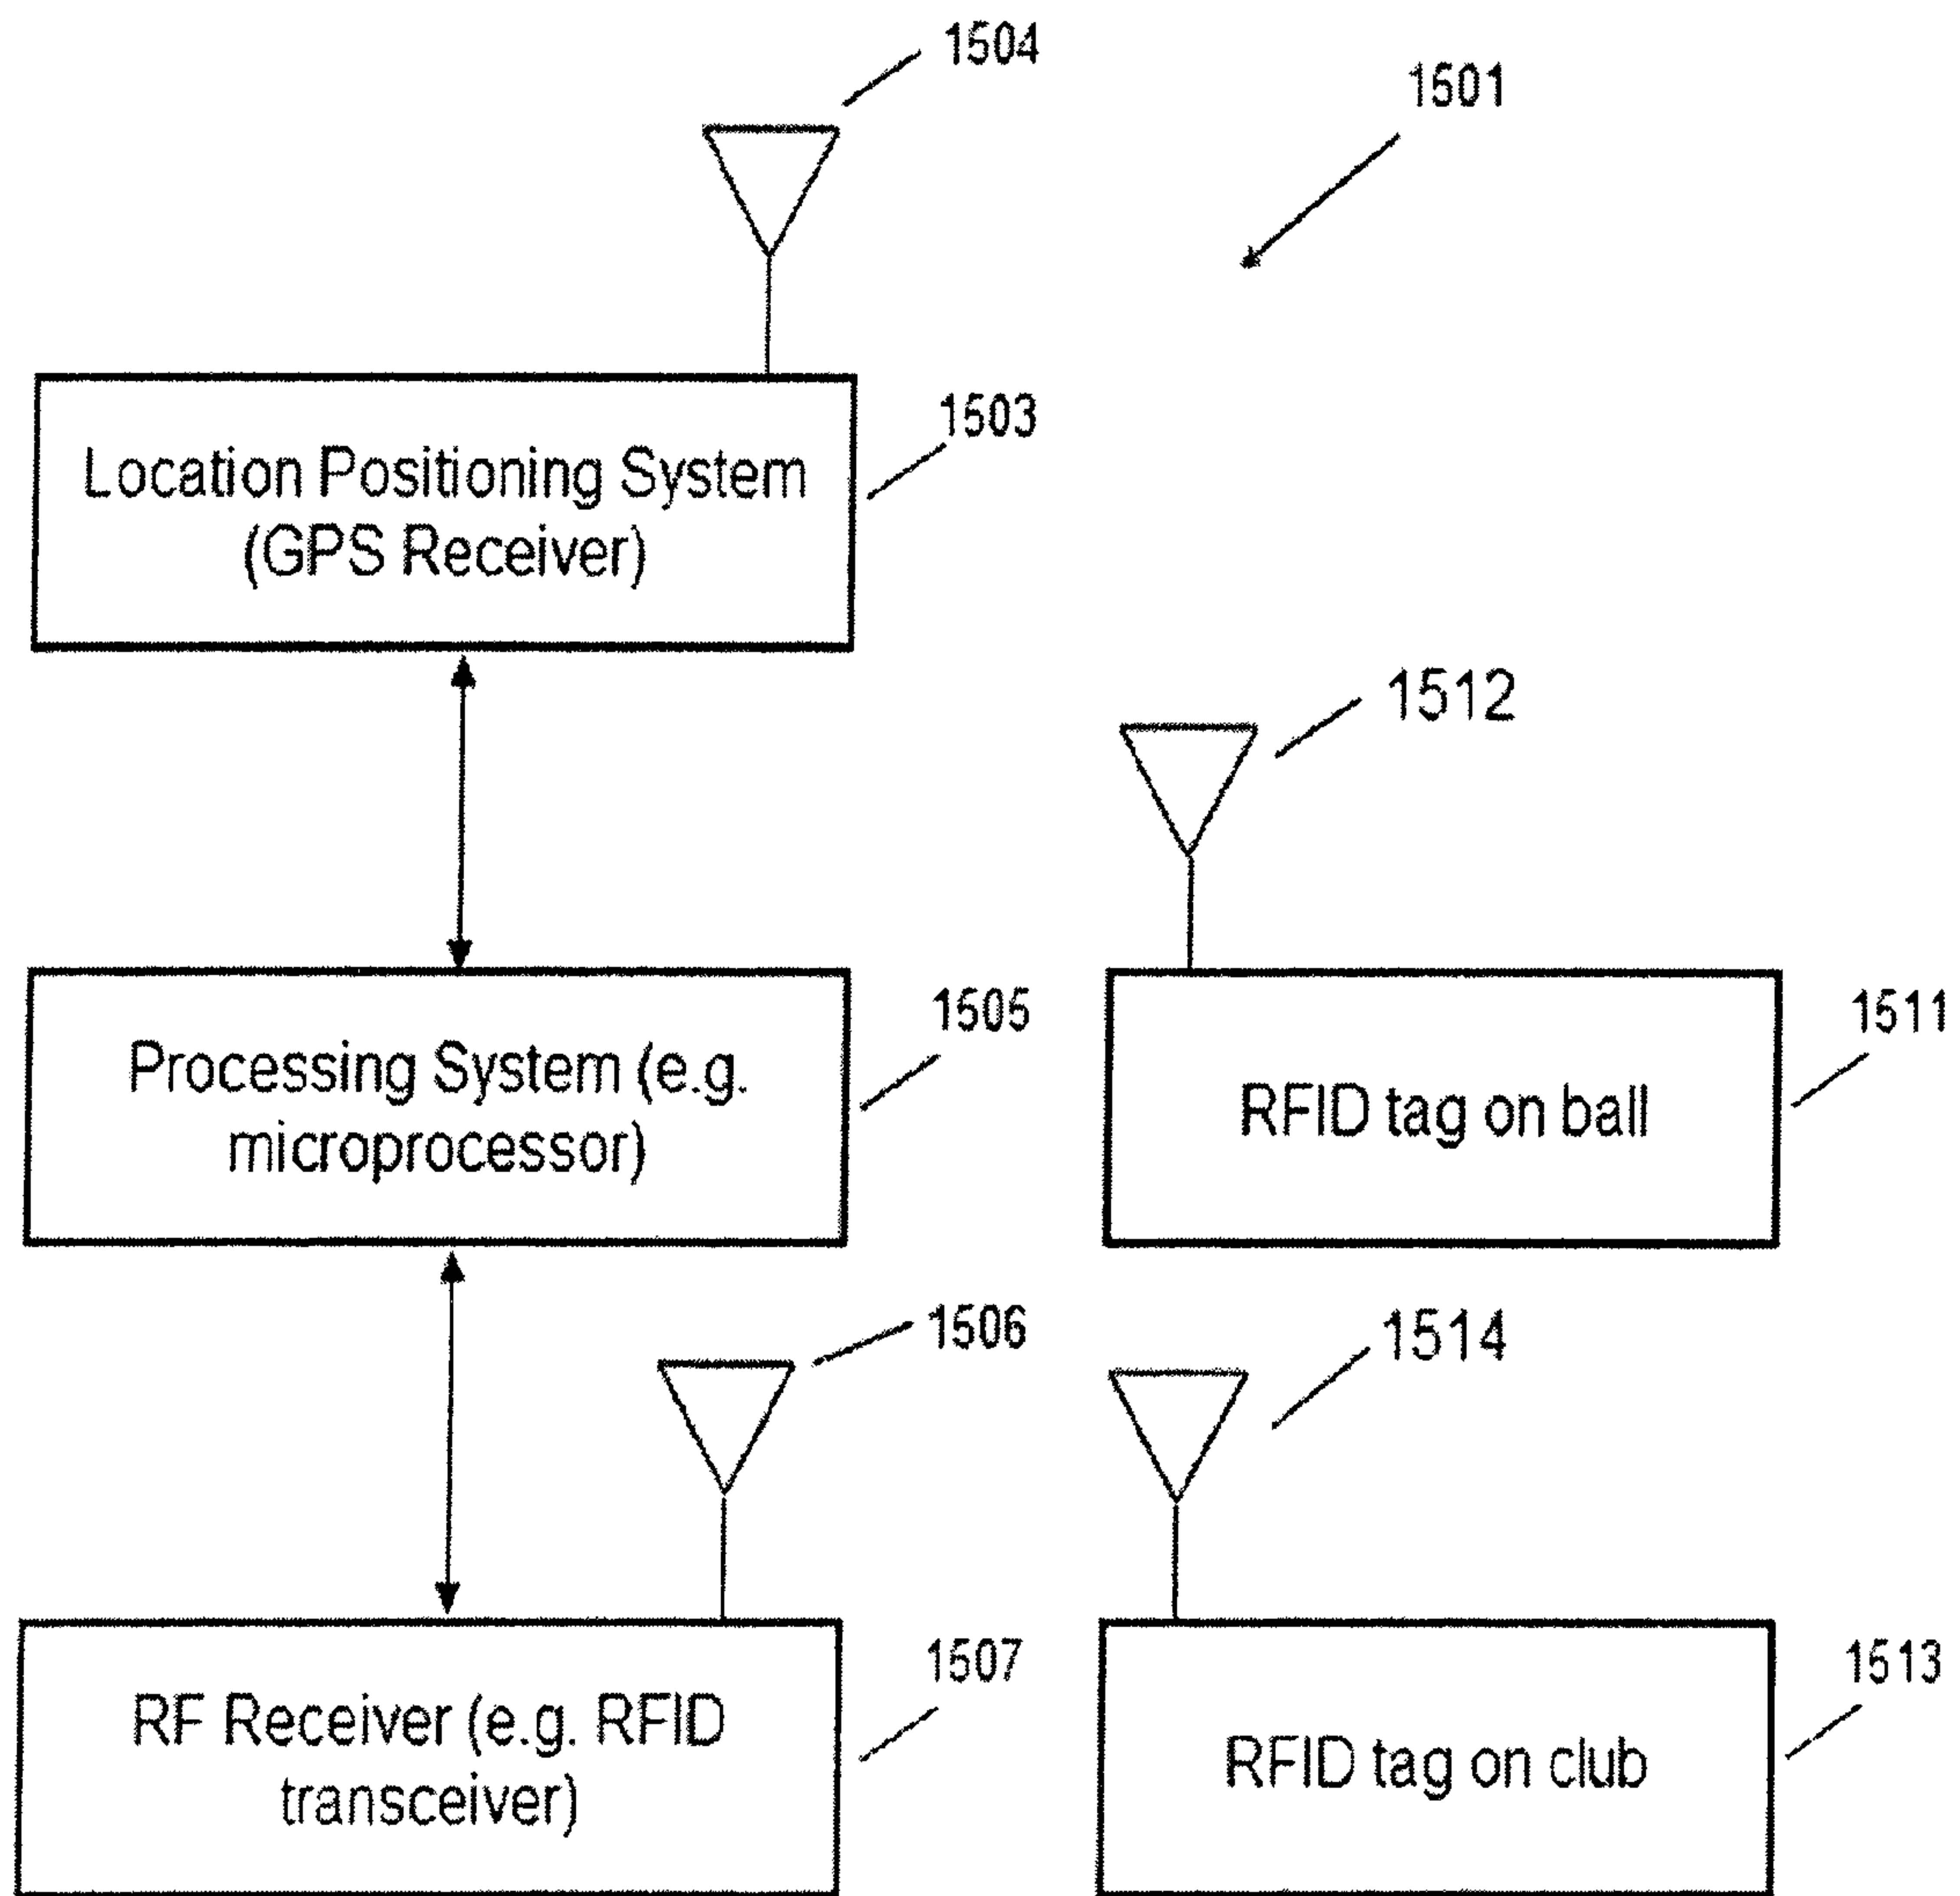 1504
1501
1503
Location Positioning System
(GPS Receiver)
1512
1505
1511
Processing System (e.g.
microprocessor)
RFID tag on ball
1506
1514
1507
1513
RF Receiver (e.g. RFID
transceiver)
RFID tag on club